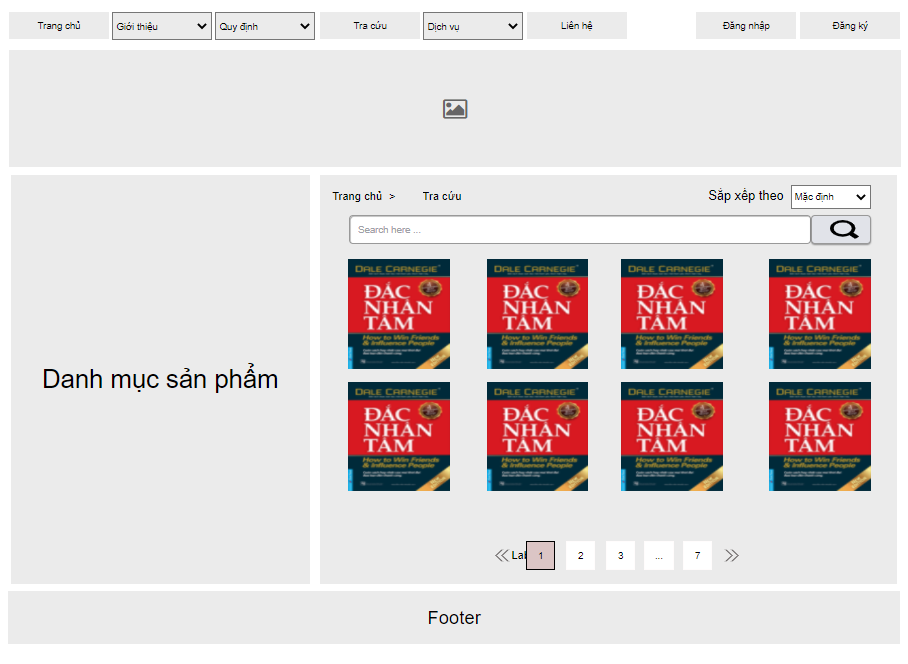 Trang chủ Giới thiệu Quy định Tra cứu Dịch vụ Liên hệ Đăng nhập Đăng ký
Danh mục sản phẩm
Trang chủ > Tra cứu Sắp xếp theo Mặc định
Search here ...
DALE CARNEGIE DALE CARNEGIE DALE CARNEGIE DALE CARNEGIE
ĐẮC ĐẮC ĐẮC ĐẮC
NHÂN NHÂN NHÂN NHÂN
TÂM TÂM TÂM TÂM
How to Win Friends How to Win Friends How to Win Friends How to Win Friends
& Influence People & Influence People & Influence People & Influence People
DALE CARNEGIE DALE CARNEGIE DALE CARNEGIE DALE CARNEGIE
ĐẮC ĐẮC ĐẮC ĐẮC
NHÂN NHÂN NHÂN NHÂN
TÂM TÂM TÂM TÂM
How to Win Friends How to Win Friends How to Win Friends How to Win Friends
& Influence People & Influence People & Influence People & Influence People
1 2 3 ... 7
Footer